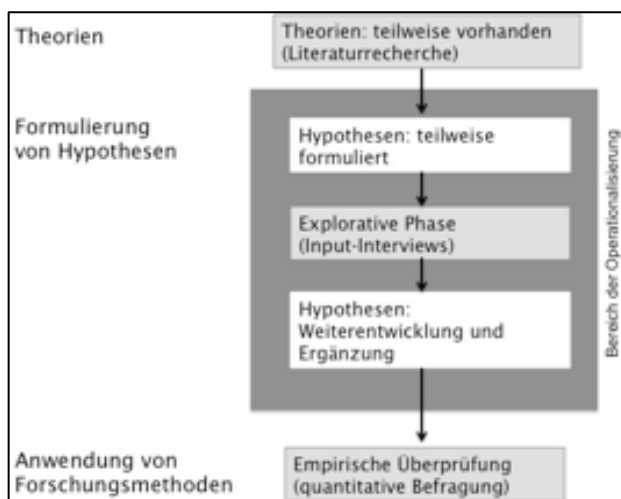 Theorien
Theorien: teilweise vorhanden
(Literaturrecherche)
Formulierung
von Hypothesen
Hypothesen: teilweise
formuliert
Explorative Phase
(Input-Interviews)
Hypothesen:
Weiterentwicklung und
Ergänzung
Bereich der Operationalisierung
Anwendung von
Forschungsmethoden
Empirische Überprüfung
(quantitative Befragung)